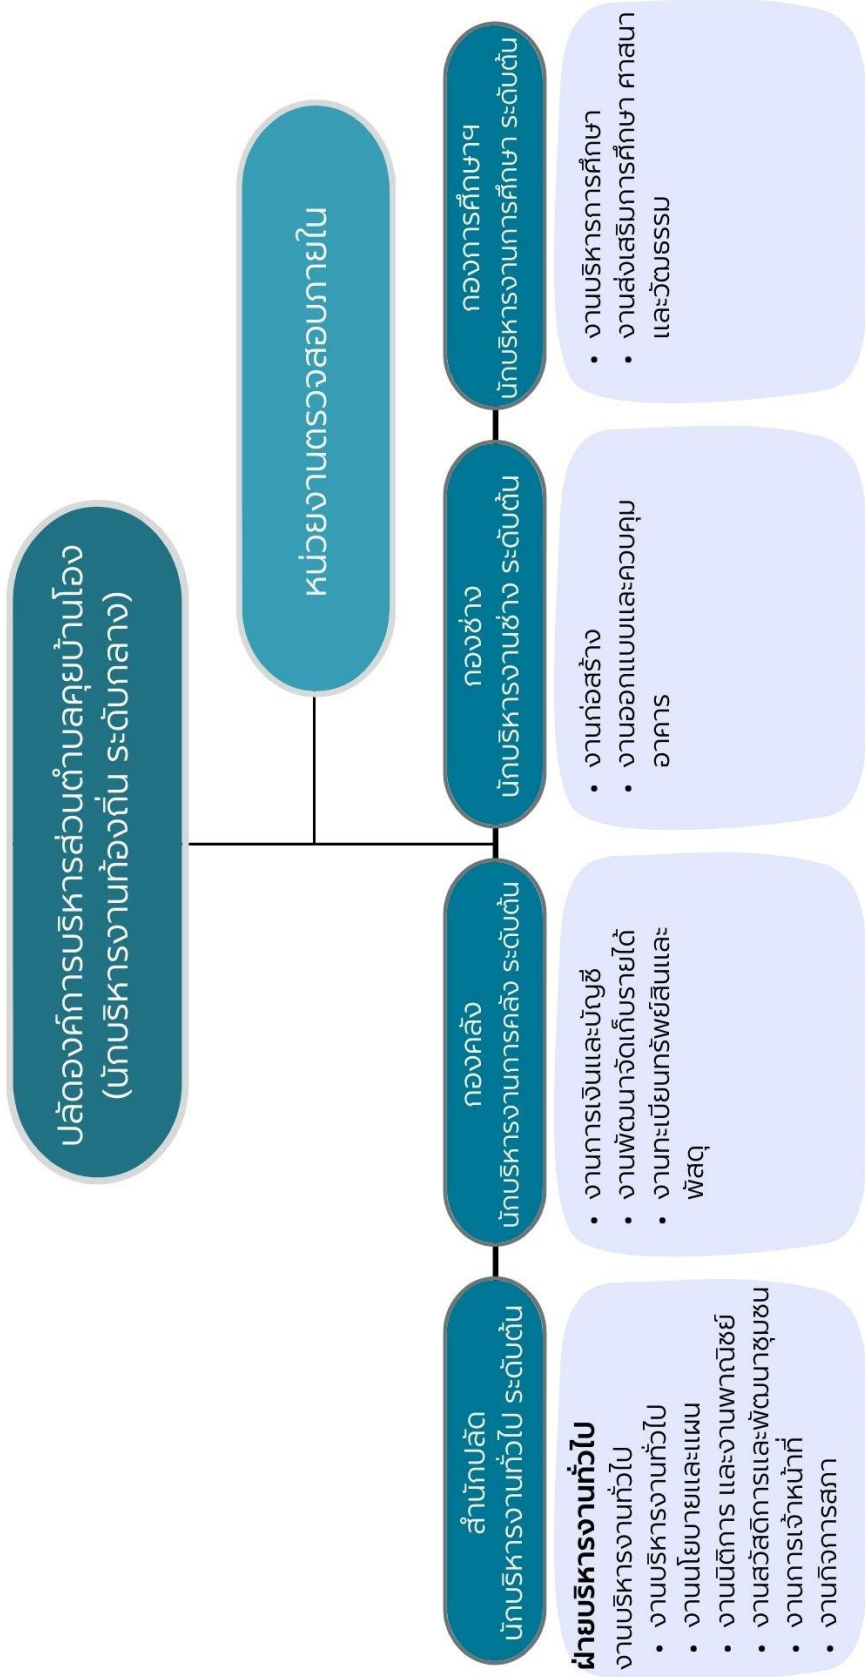 ปลัดองค์การบริหารส่วนตำบลคุยบ้านโอง
(นักบริหารงานท้องถิ่น ระดับกลาง)
หน่วยงานตรวจสอบภายใน
สำนักปลัด
นักบริหารงานทั่วไป ระดับต้น
ฝ่ายบริหารงานทั่วไป
งานบริหารงานทั่วไป
• งานบริหารงานทั่วไป
• งานนโยบายและแผน
• งานนิติการ และงานพาณิชย์
• งานสวัสดิการและพัฒนาชุมชน
• งานการเจ้าหน้าที่
• งานกิจการสภา
กองคลัง
นักบริหารงานการคลัง ระดับต้น
• งานการเงินและบัญชี
• งานพัฒนาจัดเก็บรายได้
• งานทะเบียนทรัพย์สินและ
พัสดุ
กองช่าง
นักบริหารงานช่าง ระดับต้น
• งานก่อสร้าง
• งานออกแบบและควบคุม
อาคาร
กองการศึกษาฯ
นักบริหารงานการศึกษา ระดับต้น
• งานบริหารการศึกษา
• งานส่งเสริมการศึกษา ศาสนา
และวัฒธรรม